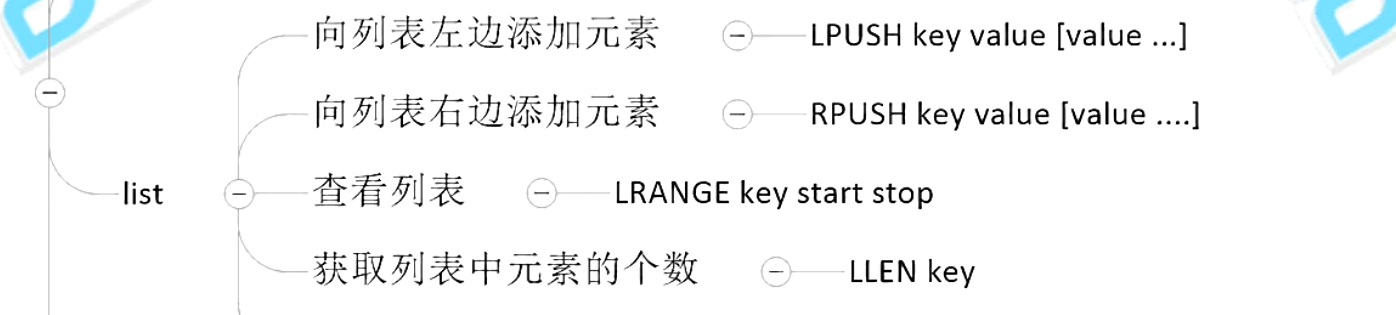 向列表左边添加元素 LPUSH key value [value ...]
向列表右边添加元素 RPUSH key value [value ....]
list 查看列表 LRANGE key start stop
获取列表中元素的个数 LLEN key